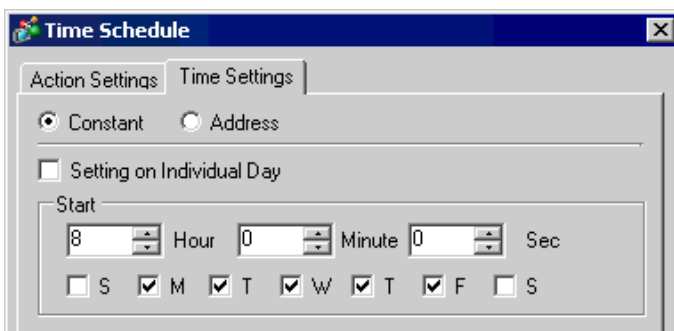 Time Schedule
Action Settings Time Settings
Constant Address
Setting on Individual Day
Start
8 Hour 0 Minute 0 Sec
S M T W T F S